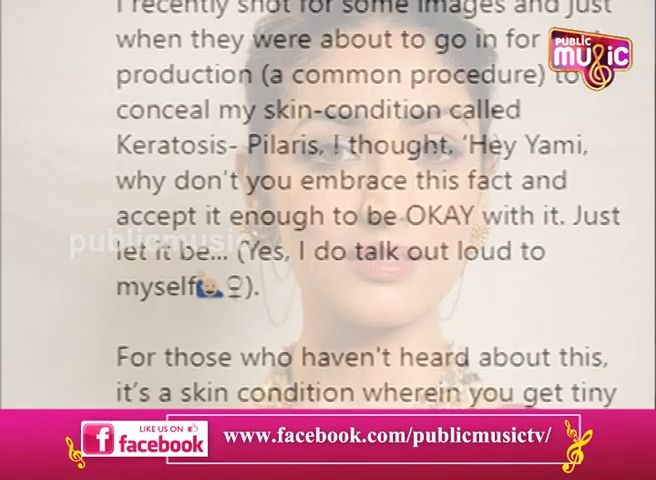 I recently shot for some images and just
when they were about to go in for
production (a common procedure) to
conceal my skin-condition called
Keratosis- Pilaris, I thought, 'Hey Yami,
why don't you embrace this fact and
accept it enough to be OKAY with it. Just
let it be... (Yes, I do talk out loud to
myself🤷🏼‍♀️).
For those who haven't heard about this,
it's a skin condition wherein you get tiny
PUBLIC
music
publicmusic
LIKE US ON
f facebook
www.facebook.com/publicmusictv/